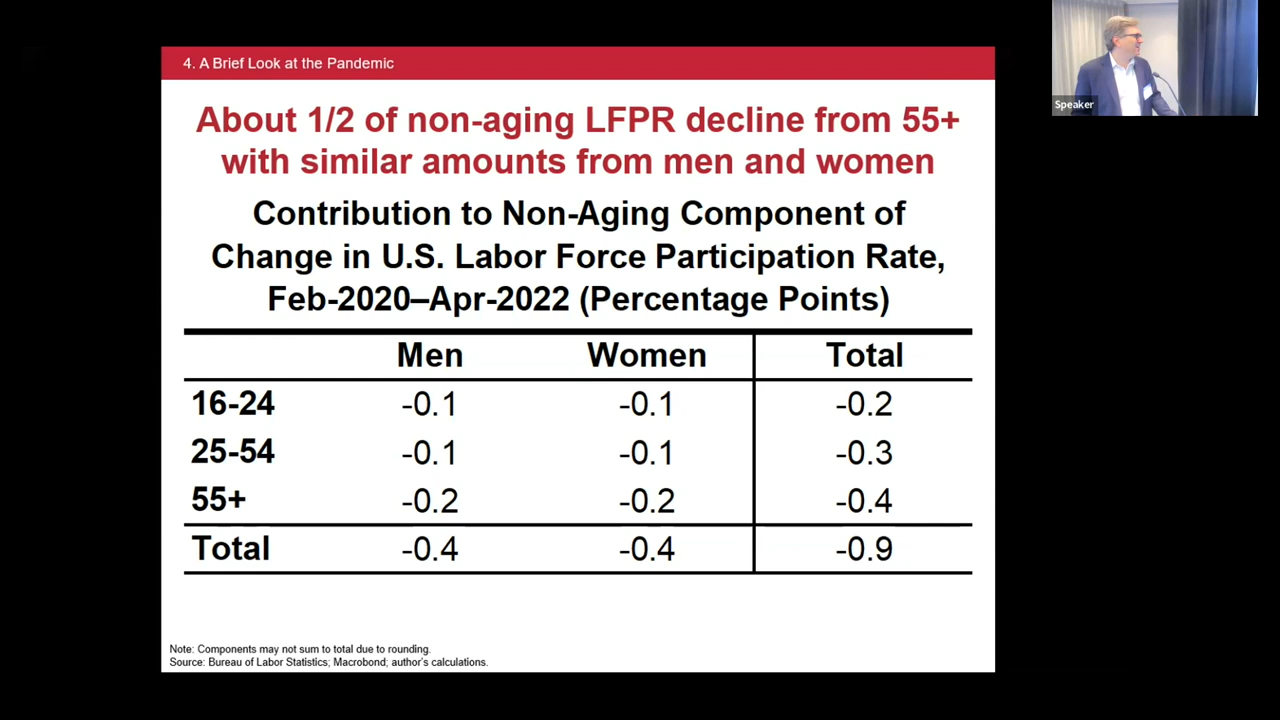 4. A Brief Look at the Pandemic
About 1/2 of non-aging LFPR decline from 55+
with similar amounts from men and women
Contribution to Non-Aging Component of
Change in U.S. Labor Force Participation Rate,
Feb-2020–Apr-2022 (Percentage Points)
Men Women Total
16-24 -0.1 -0.1 -0.2
25-54 -0.1 -0.1 -0.3
55+ -0.2 -0.2 -0.4
Total -0.4 -0.4 -0.9
Note: Components may not sum to total due to rounding.
Source: Bureau of Labor Statistics; Macrobond; author's calculations.
Speaker